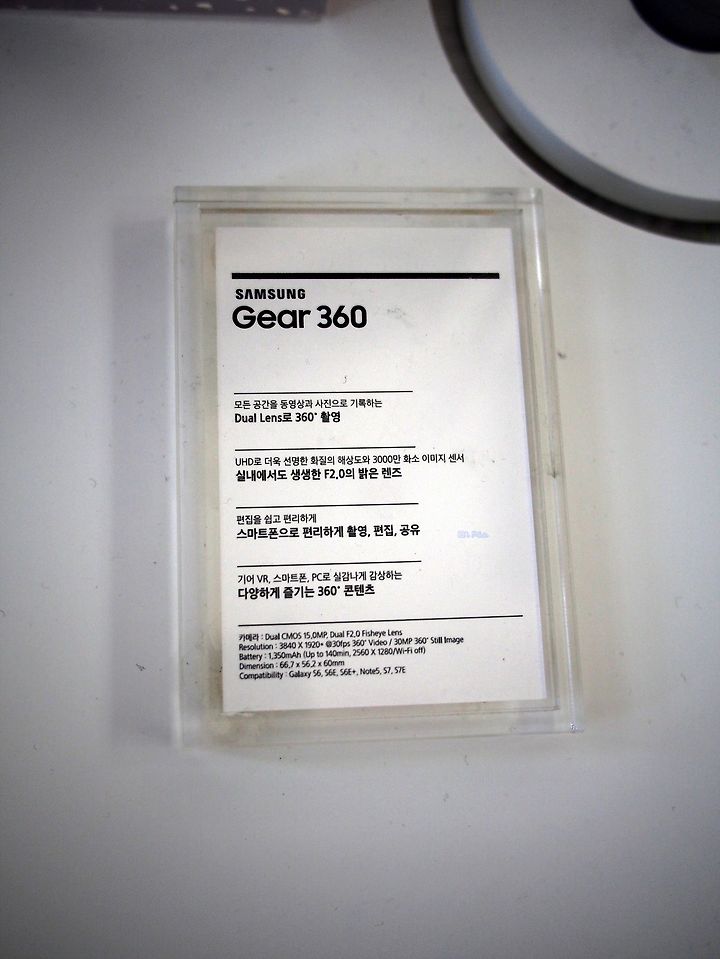 SAMSUNG
Gear 360
모든 공간을 동영상과 사진으로 기록하는
Dual Lens로 360° 촬영
UHD로 더욱 선명한 화질의 해상도와 3000만 화소 이미지 센서
실내에서도 생생한 F2.0의 밝은 렌즈
편집을 쉽고 편리하게
스마트폰으로 편리하게 촬영, 편집, 공유
기어 VR, 스마트폰, PC로 실감나게 감상하는
다양하게 즐기는 360° 콘텐츠
카메라 : Dual CMOS 15.0MP, Dual F2.0 Fisheye Lens
Resolution : 3840 X 1920+ @30fps 360° Video / 30MP 360° Still Image
Battery : 1,350mAh (Up to 140min, 2560 X 1280/Wi-Fi off)
Dimension : 66.7 x 56.2 x 60mm
Compatibility : Galaxy S6, S6E, S6E+, Note5, S7, S7E